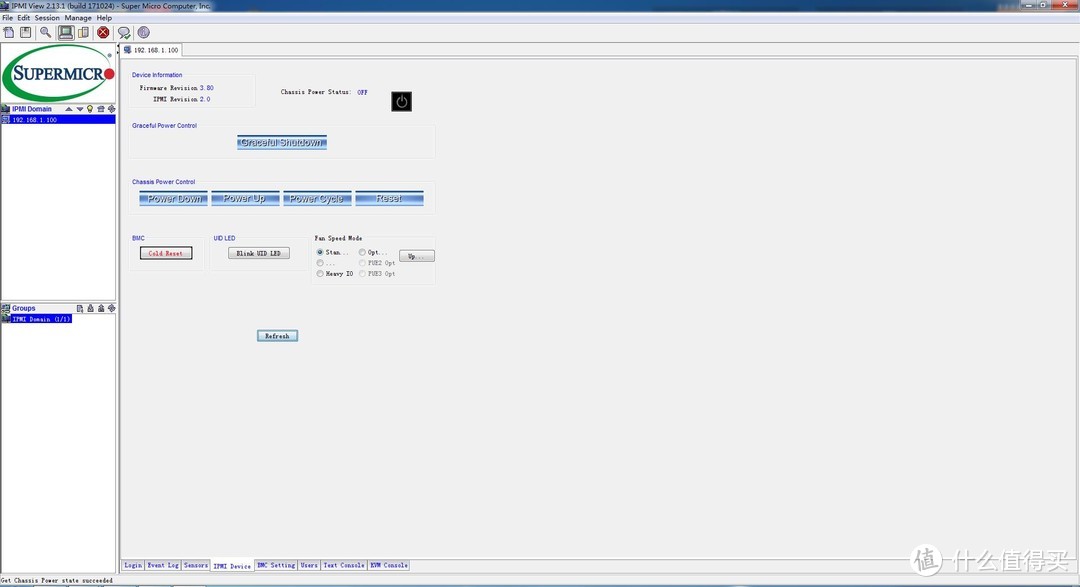 IPMI View 2.13.1 (build 171024) - Super Micro Computer, Inc.
File Edit Session Manage Help
SUPERMICRO
192.168.1.100
IPMI Domain
192.168.1.100
Device Information
Firmware Revision 3.80
IPMI Revision 2.0
Chassis Power Status: OFF
Graceful Power Control
Graceful Shutdown
Chassis Power Control
Power Down Power Up Power Cycle Reset
BMC
Cold Reset
UID LED
Blink UID LED
Fan Speed Mode
Stan... Opt...
... PUE2 Opt
Heavy IO PUE3 Opt
Up...
Refresh
Groups
IPMI Domain (1/1)
Login Event Log Sensors IPMI Device BMC Setting Users Text Console KVM Console
Get Chassis Power state succeeded
值 什么值得买